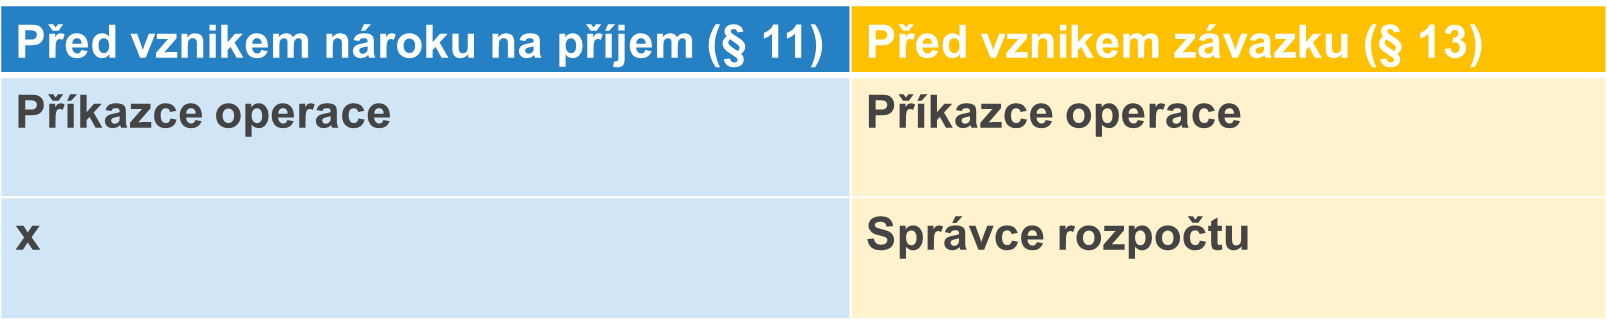 Před vznikem nároku na příjem (§ 11) Před vznikem závazku (§ 13)
Příkazce operace Příkazce operace
x Správce rozpočtu